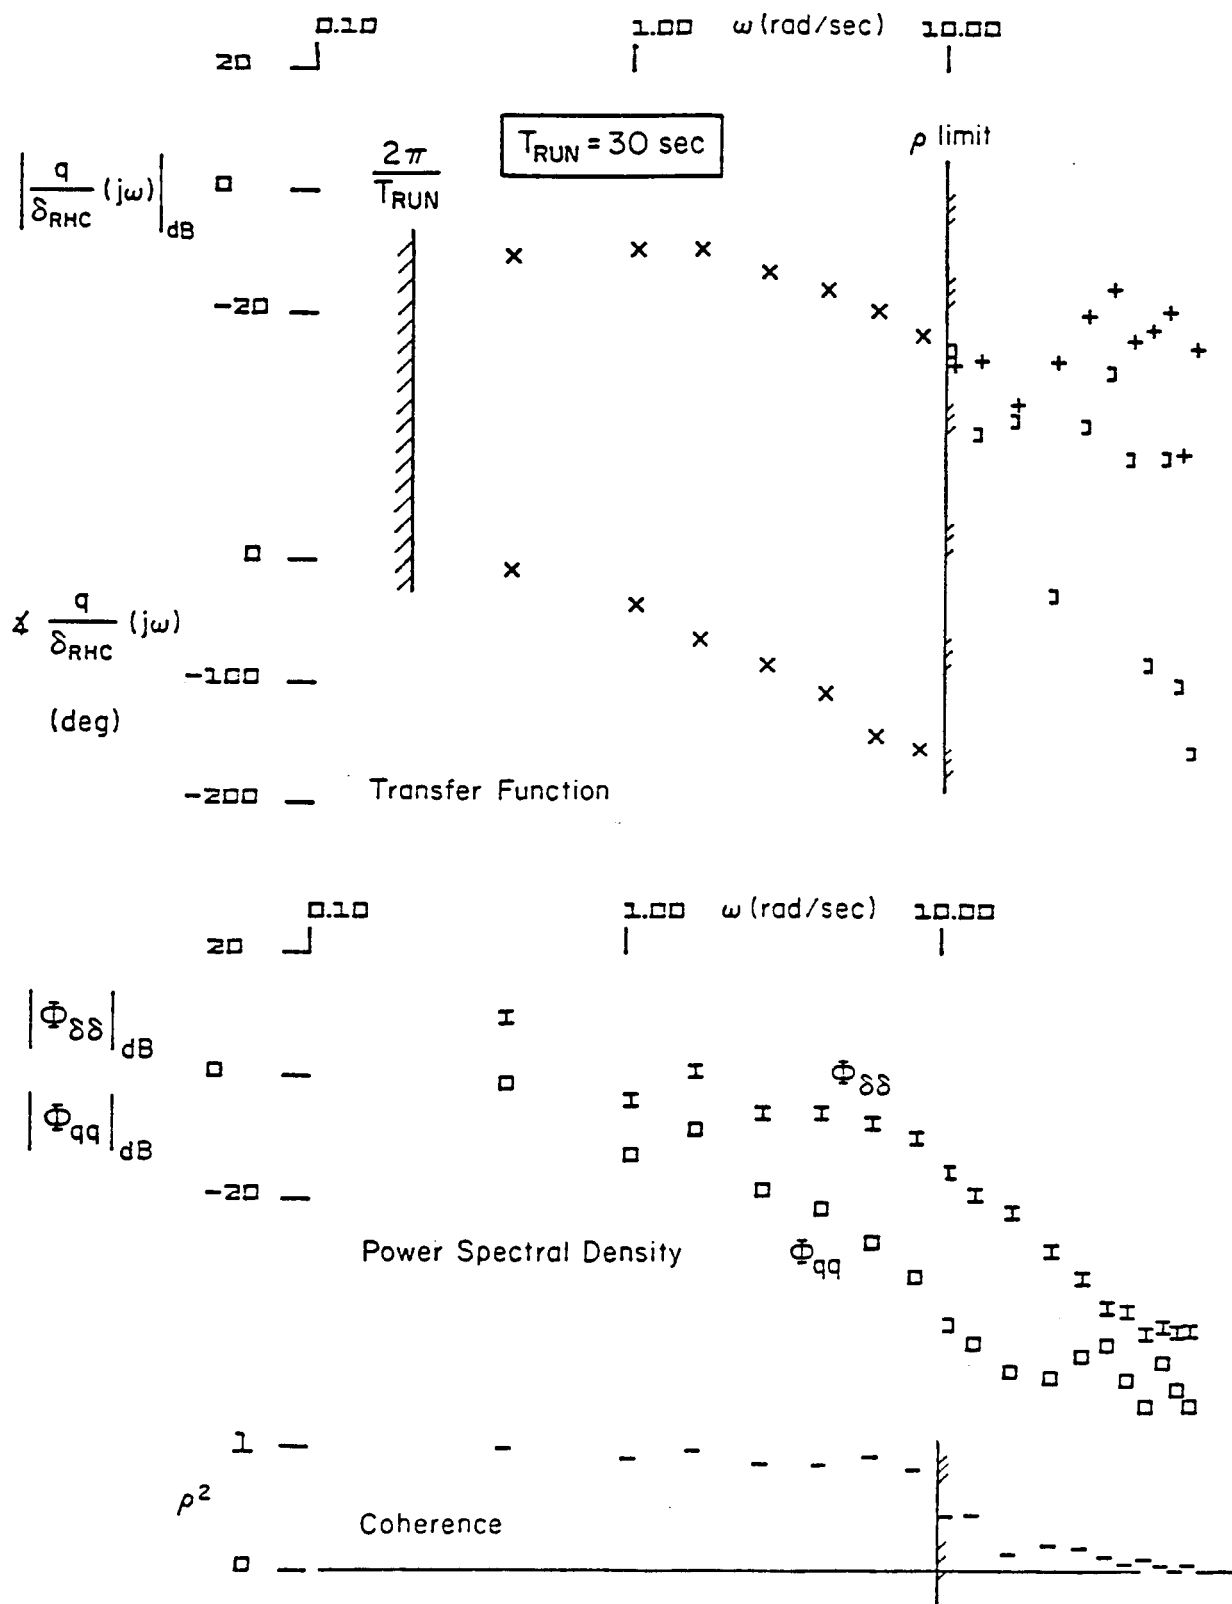 0.10 1.00 ω (rad/sec) 10.00
20
T_RUN = 30 sec
ρ limit
2π / T_RUN
| q / δ_RHC (jω) |_dB
0
-20
0
∡ q / δ_RHC (jω)
-100
(deg)
-200
Transfer Function
0.10 1.00 ω (rad/sec) 10.00
20
|Φ_δδ|_dB
0
Φ_δδ
|Φ_qq|_dB
-20
Power Spectral Density
Φ_qq
1
ρ²
Coherence
0